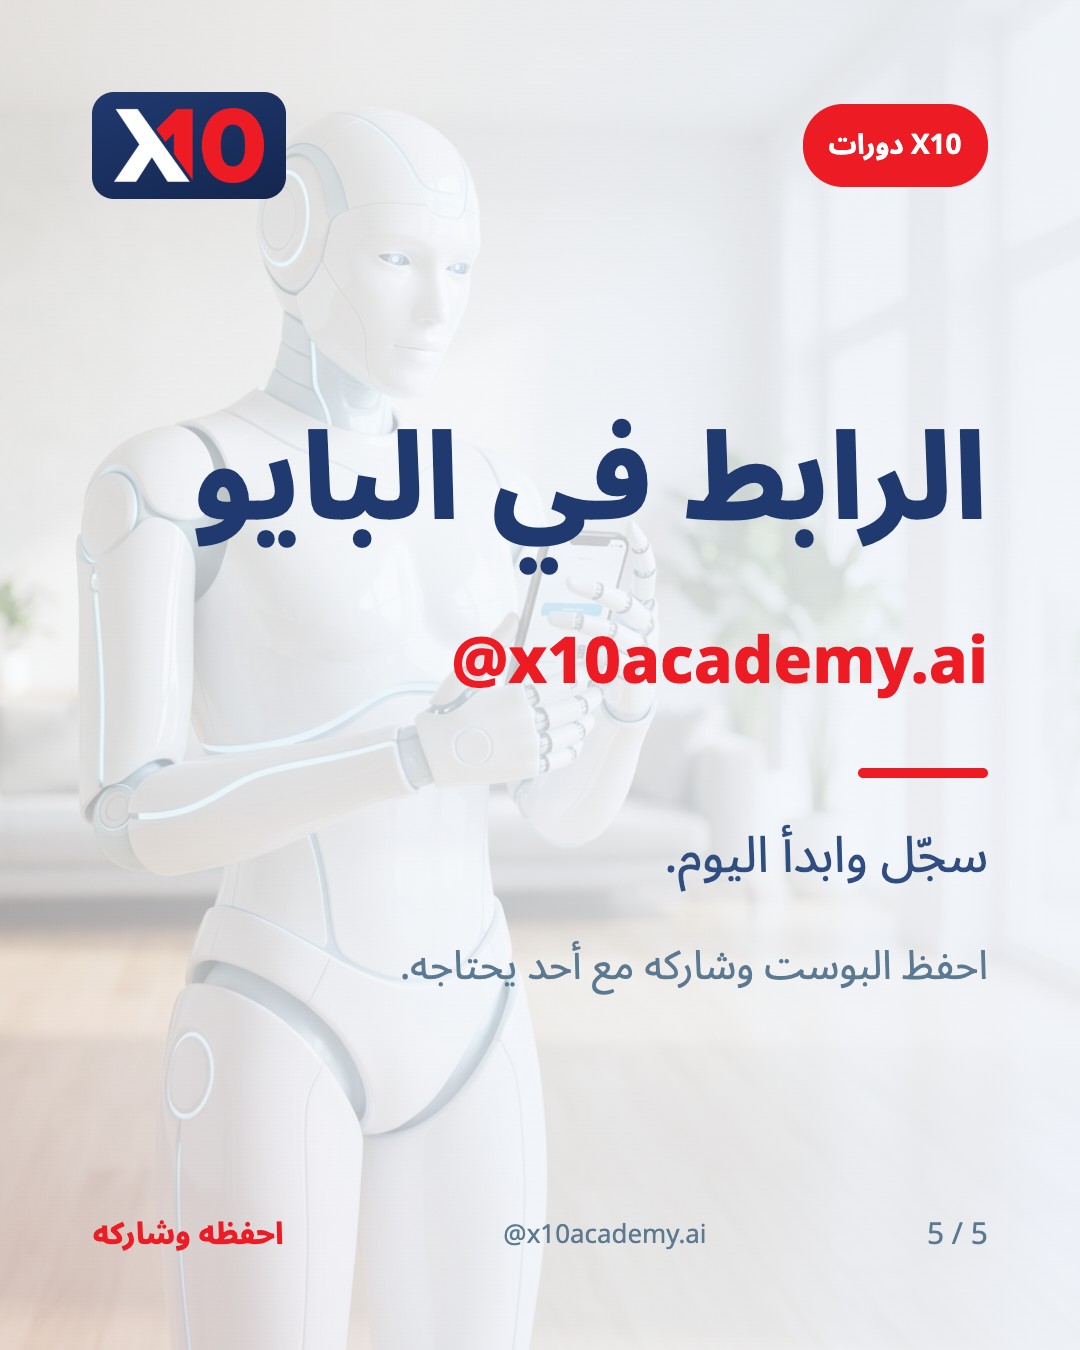 X10
دورات X10
الرابط في البايو
@x10academy.ai
سجّل وابدأ اليوم.
احفظ البوست وشاركه مع أحد يحتاجه.
احفظه وشاركه
@x10academy.ai
5 / 5